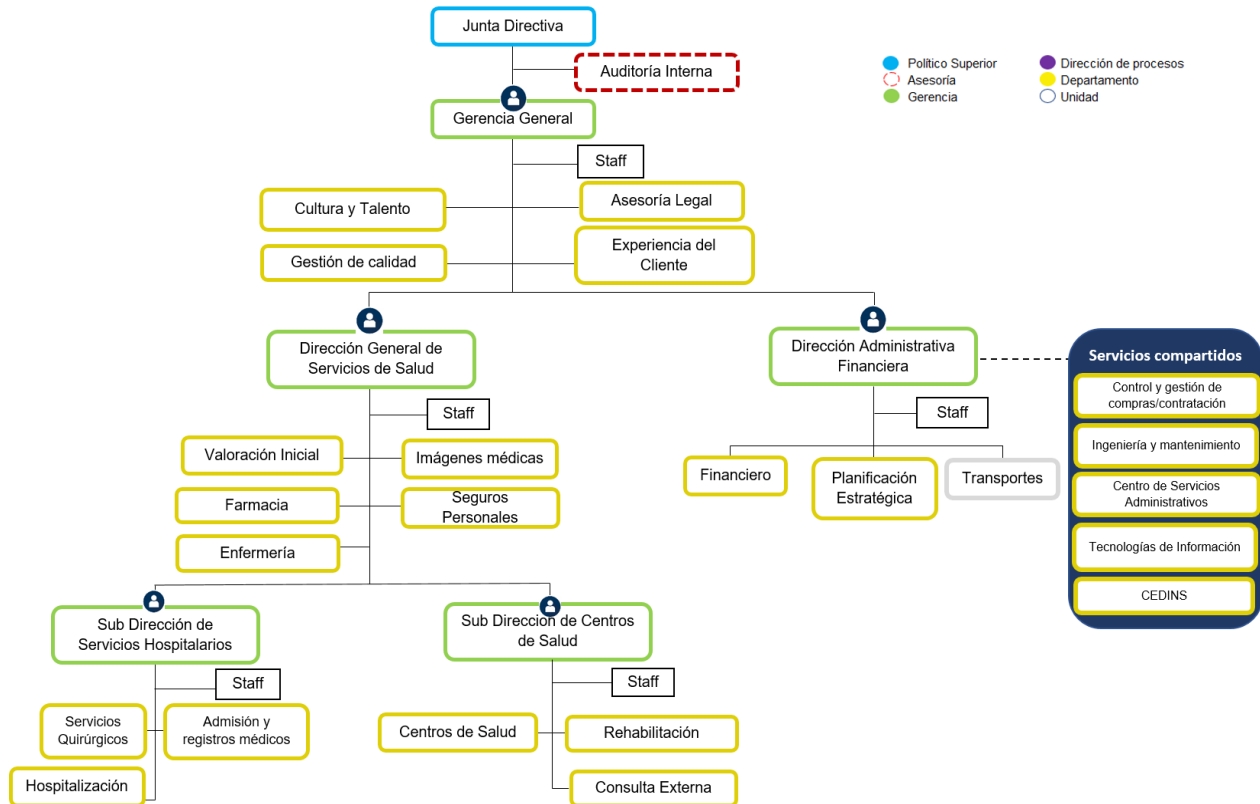 Junta Directiva
Auditoría Interna
Político Superior
Asesoría
Gerencia
Dirección de procesos
Departamento
Unidad
Gerencia General
Staff
Cultura y Talento
Asesoría Legal
Gestión de calidad
Experiencia del
Cliente
Dirección General de
Servicios de Salud
Dirección Administrativa
Financiera
Servicios compartidos
Control y gestión de
compras/contratación
Ingeniería y mantenimiento
Centro de Servicios
Administrativos
Tecnologías de Información
CEDINS
Staff
Staff
Valoración Inicial
Imágenes médicas
Farmacia
Seguros
Personales
Enfermería
Financiero
Planificación
Estratégica
Transportes
Sub Dirección de
Servicios Hospitalarios
Sub Dirección de Centros
de Salud
Staff
Staff
Servicios
Quirúrgicos
Admisión y
registros médicos
Hospitalización
Centros de Salud
Rehabilitación
Consulta Externa